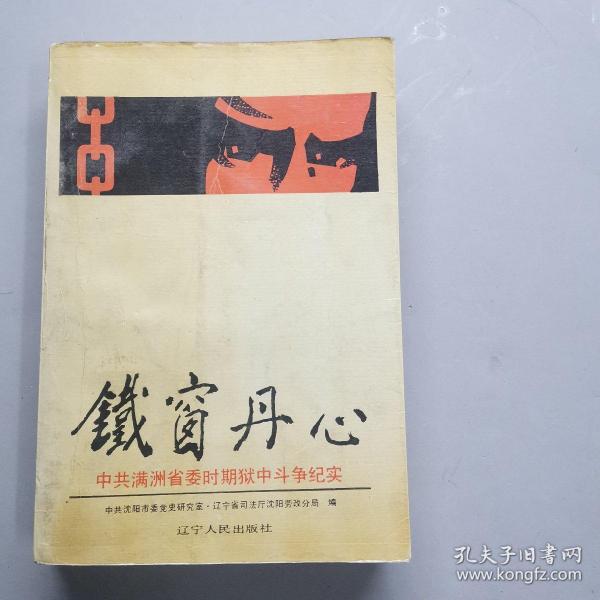 鐵窗丹心
中共满洲省委时期狱中斗争纪实
中共沈阳市委党史研究室·辽宁省司法厅沈阳劳改分局 编
辽宁人民出版社
孔夫子旧书网
www.kongfz.com